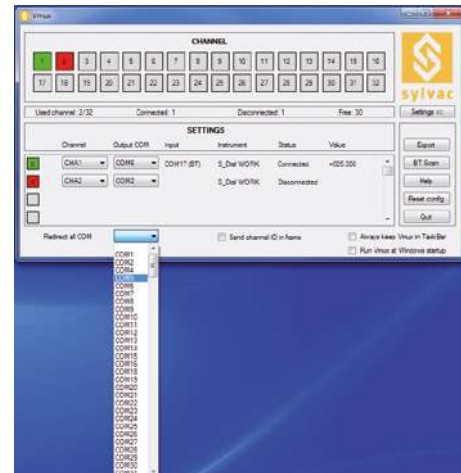 Vmux
CHANNEL
1 2 3 4 5 6 7 8 9 10 11 12 13 14 15 16
17 18 19 20 21 22 23 24 25 26 27 28 29 30 31 32
sylvac
Used channel: 2/32 Connected: 1 Disconnected: 1 Free: 30
Settings <<
SETTINGS
Channel Output COM Input Instrument Status Value
CHA1 COM6 COM17 (BT) S_Dial WORK Connected +025.200
CHA2 COM2 S_Dial WORK Disconnected
Export
BT Scan
Help
Reset config
Quit
Redirect all COM
Send channel ID in frame
Always keep Vmux in TaskBar
Run Vmux at Windows startup
COM1
COM2
COM4
COM5
COM6
COM7
COM8
COM9
COM10
COM11
COM12
COM13
COM14
COM15
COM16
COM18
COM19
COM20
COM21
COM22
COM23
COM24
COM25
COM26
COM27
COM28
COM29
COM30